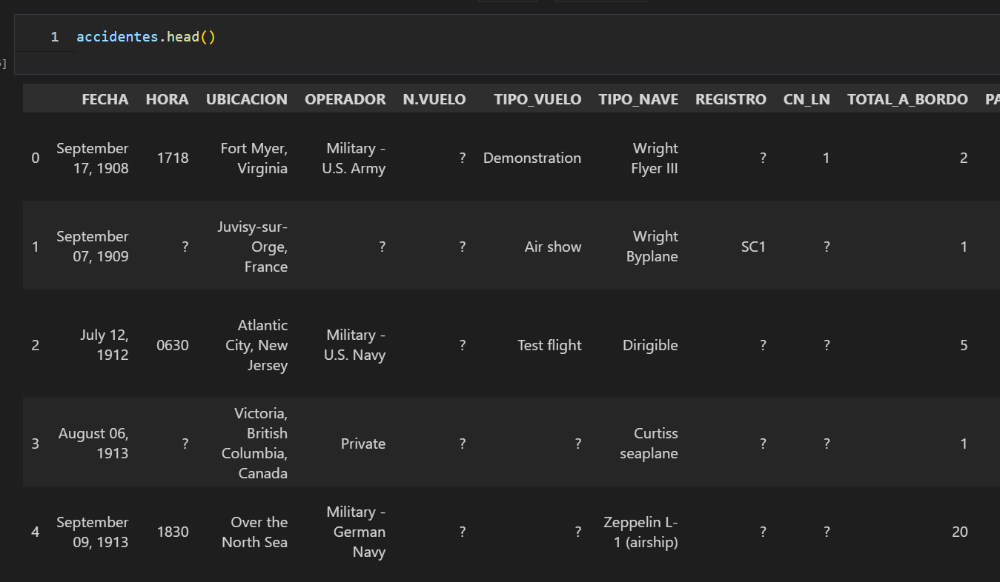 1 accidentes.head()
]
FECHA HORA UBICACION OPERADOR N.VUELO TIPO_VUELO TIPO_NAVE REGISTRO CN_LN TOTAL_A_BORDO PA
0 September 17, 1908 1718 Fort Myer, Virginia Military - U.S. Army ? Demonstration Wright Flyer III ? 1 2
1 September 07, 1909 ? Juvisy-sur-Orge, France ? ? Air show Wright Byplane SC1 ? 1
2 July 12, 1912 0630 Atlantic City, New Jersey Military - U.S. Navy ? Test flight Dirigible ? ? 5
3 August 06, 1913 ? Victoria, British Columbia, Canada Private ? ? Curtiss seaplane ? ? 1
4 September 09, 1913 1830 Over the North Sea Military - German Navy ? ? Zeppelin L-1 (airship) ? ? 20